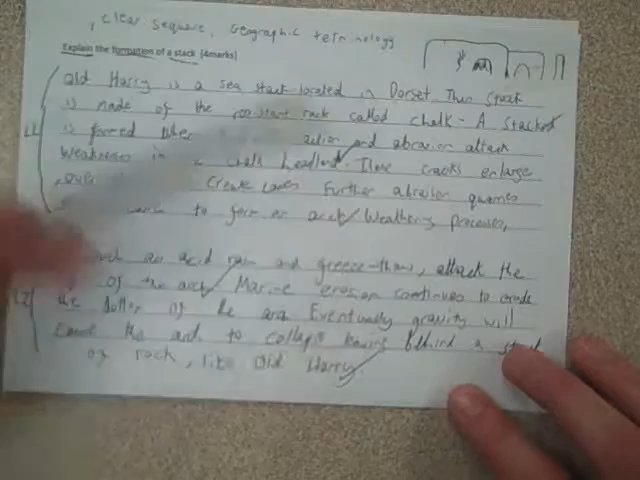 , clear sequence, Geographic terminology
Explain the formation of a stack [4marks]
Old Harry is a sea stack located in Dorset. This stack
is made of the resistant rock called chalk - A stacked
L1 is formed when action and abrasion attack
weaknesses in a chalk headland. These cracks enlarge
over create caves Further abrasion
to form an arch Weathering processes,
acid rain and freeze-thaw, attack the
L2 of the arch Marine erosion continues to erode
the bottom of the arch Eventually gravity will
cause the arch to collapse leaving behind a stack
of rock, like Old Harry.